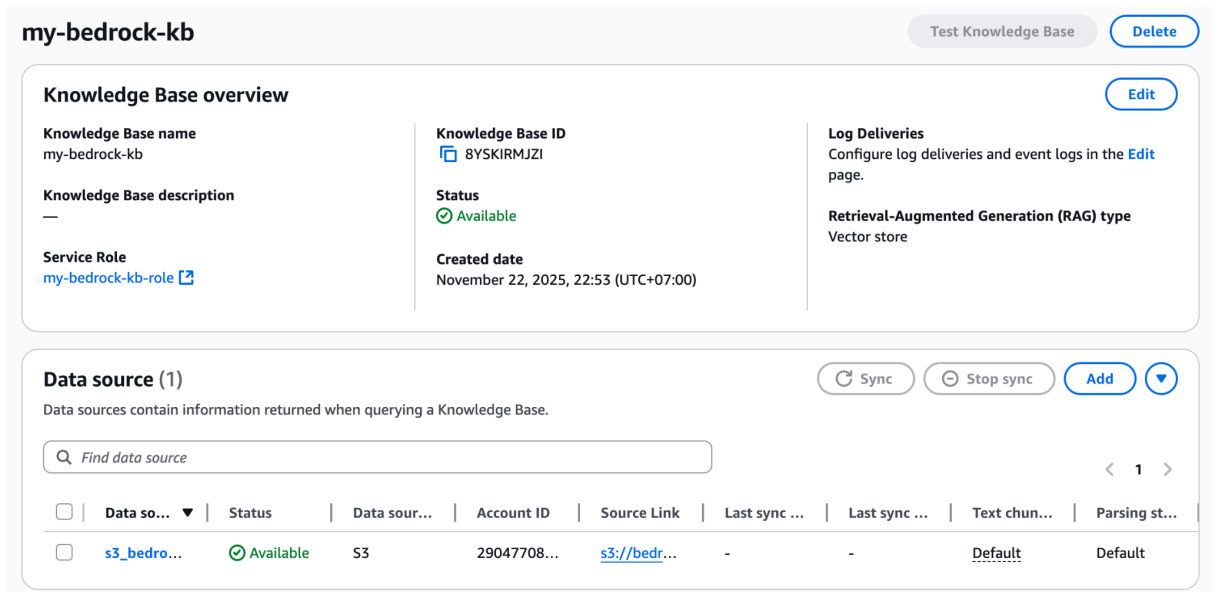 my-bedrock-kb
Test Knowledge Base
Delete
Knowledge Base overview
Edit
Knowledge Base name
my-bedrock-kb
Knowledge Base description
—
Service Role
my-bedrock-kb-role
Knowledge Base ID
8YSKIRMJZI
Status
Available
Created date
November 22, 2025, 22:53 (UTC+07:00)
Log Deliveries
Configure log deliveries and event logs in the Edit
page.
Retrieval-Augmented Generation (RAG) type
Vector store
Data source (1)
Sync
Stop sync
Add
Data sources contain information returned when querying a Knowledge Base.
Find data source
1
Data so... Status Data sour... Account ID Source Link Last sync ... Last sync ... Text chun... Parsing st...
s3_bedro... Available S3 29047708... s3://bedr... - - Default Default